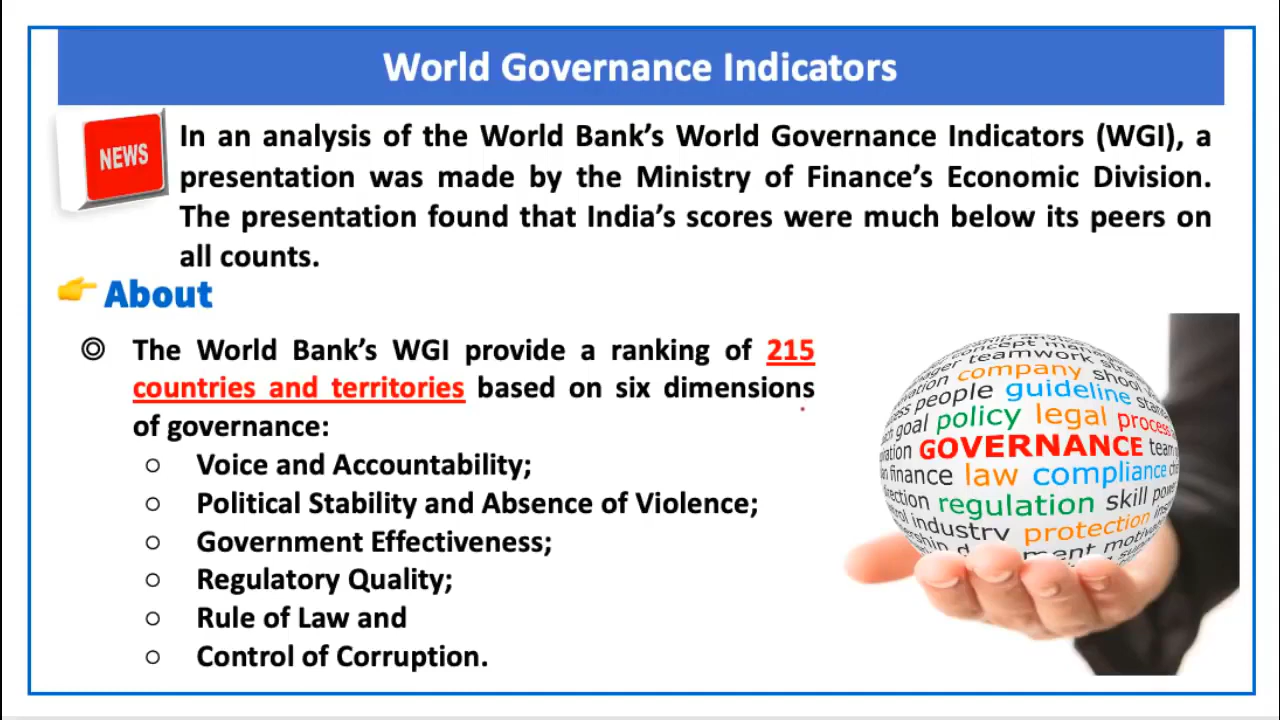 World Governance Indicators
NEWS
In an analysis of the World Bank's World Governance Indicators (WGI), a
presentation was made by the Ministry of Finance's Economic Division.
The presentation found that India's scores were much below its peers on
all counts.
About
The World Bank's WGI provide a ranking of 215
countries and territories based on six dimensions
of governance:
Voice and Accountability;
Political Stability and Absence of Violence;
Government Effectiveness;
Regulatory Quality;
Rule of Law and
Control of Corruption.
concept
teamwork
company
people guideline
goal policy legal process
GOVERNANCE team
finance law compliance
regulation skill
industry protection